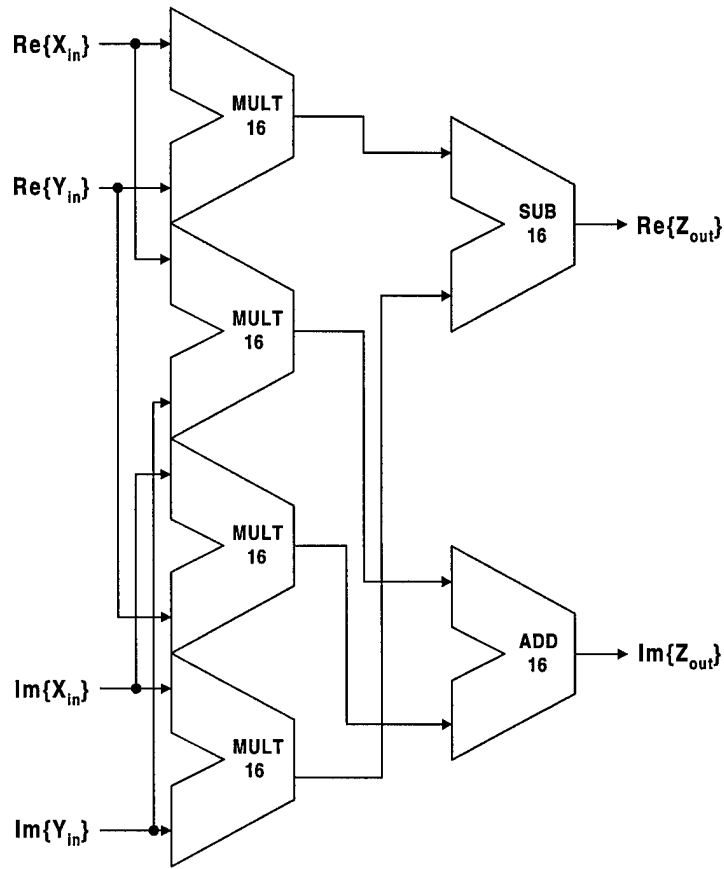 Re{X_in}
MULT
16
Re{Y_in}
SUB
16
Re{Z_out}
MULT
16
MULT
16
ADD
16
Im{Z_out}
Im{X_in}
MULT
16
Im{Y_in}